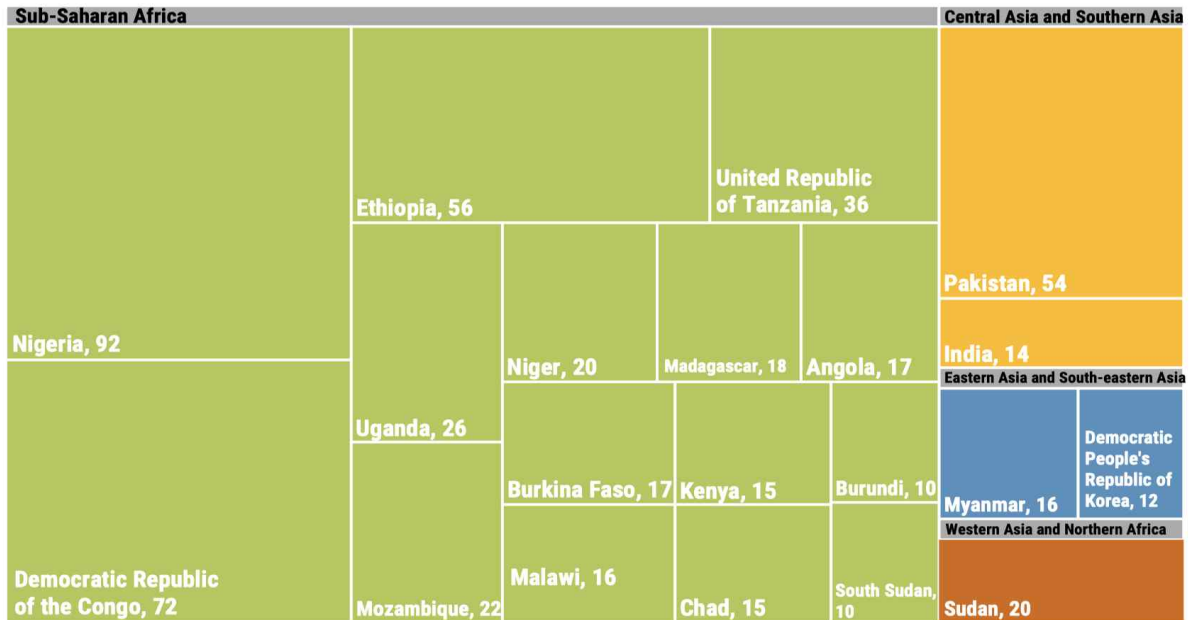 Sub-Saharan Africa
Nigeria, 92
Democratic Republic
of the Congo, 72
Ethiopia, 56
United Republic
of Tanzania, 36
Uganda, 26
Mozambique, 22
Niger, 20
Madagascar, 18
Angola, 17
Burkina Faso, 17
Kenya, 15
Burundi, 10
Malawi, 16
Chad, 15
South Sudan,
10
Central Asia and Southern Asia
Pakistan, 54
India, 14
Eastern Asia and South-eastern Asia
Myanmar, 16
Democratic
People's
Republic of
Korea, 12
Western Asia and Northern Africa
Sudan, 20